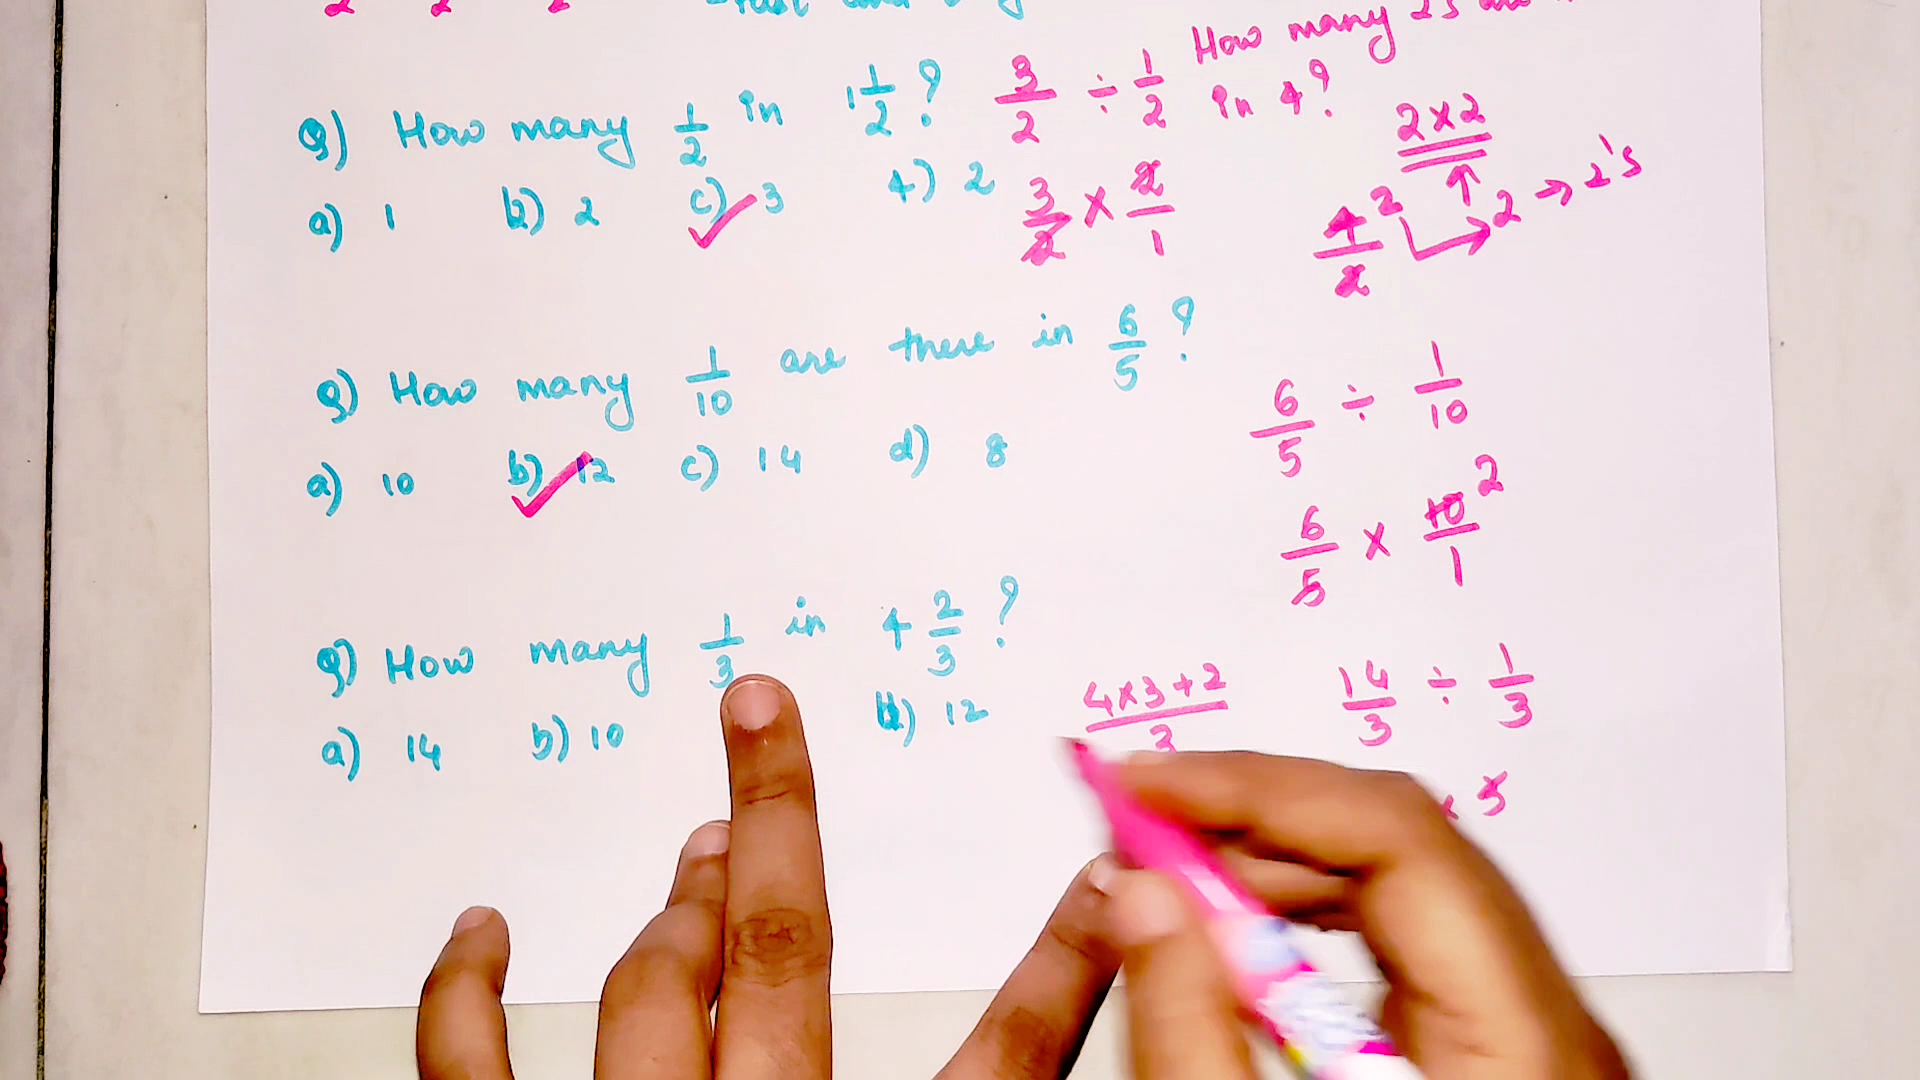 How many 2s
in 4?
Q) How many 1/2 in 1 1/2 ?
3/2 ÷ 1/2
a) 1 b) 2 c) 3 4) 2
3/2 × 2/1
2×2
4/2 2 → 2 → 2's
Q) How many 1/10 are there in 6/5 ?
6/5 ÷ 1/10
a) 10 b) 12 c) 14 d) 8
6/5 × 10/1 2
Q) How many 1/3 in 4 2/3 ?
a) 14 b) 10 d) 12
4×3+2/3
14/3 ÷ 1/3